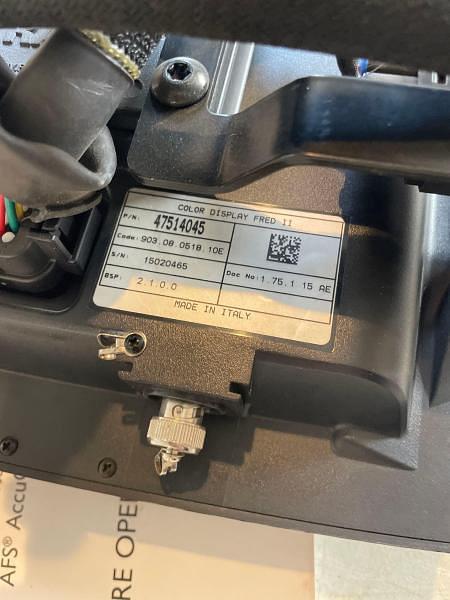 COLOR DISPLAY FRED II
P/N: 47514045
Code: 903.08.0518.10E
S/N: 15020465
Doc No: 1.75.1 15 AE
BSP: 2.1.0.0
MADE IN ITALY
AFS® Accu
RE OPE